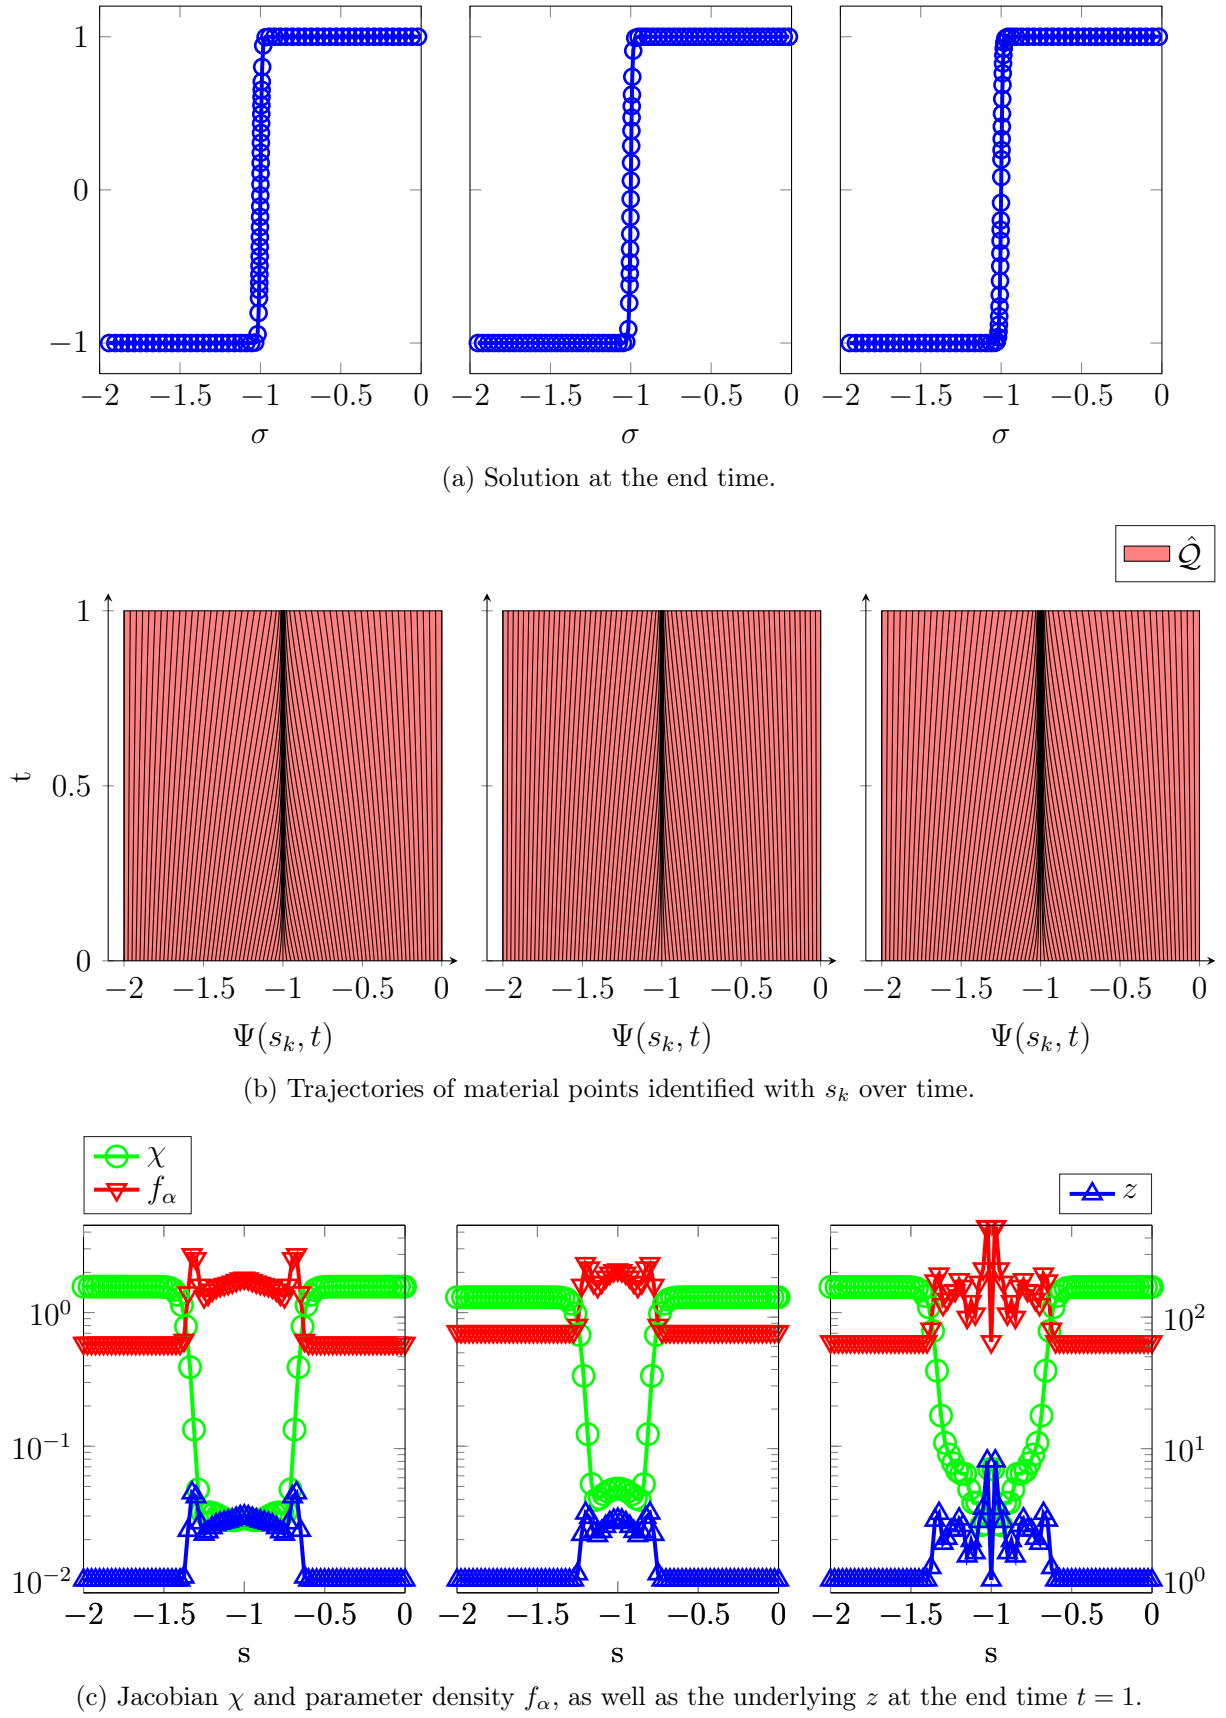 1
0
−1
−2 −1.5 −1 −0.5 0 −2 −1.5 −1 −0.5 0 −2 −1.5 −1 −0.5 0
σ σ σ
(a) Solution at the end time.
𝒬̂
1
0.5
0
t
−2 −1.5 −1 −0.5 0 −2 −1.5 −1 −0.5 0 −2 −1.5 −1 −0.5 0
Ψ(s_k, t) Ψ(s_k, t) Ψ(s_k, t)
(b) Trajectories of material points identified with s_k over time.
χ
f_α
z
10^0
10^−1
10^−2
10^2
10^1
10^0
−2 −1.5 −1 −0.5 0 −2 −1.5 −1 −0.5 0 −2 −1.5 −1 −0.5 0
s s s
(c) Jacobian χ and parameter density f_α, as well as the underlying z at the end time t = 1.